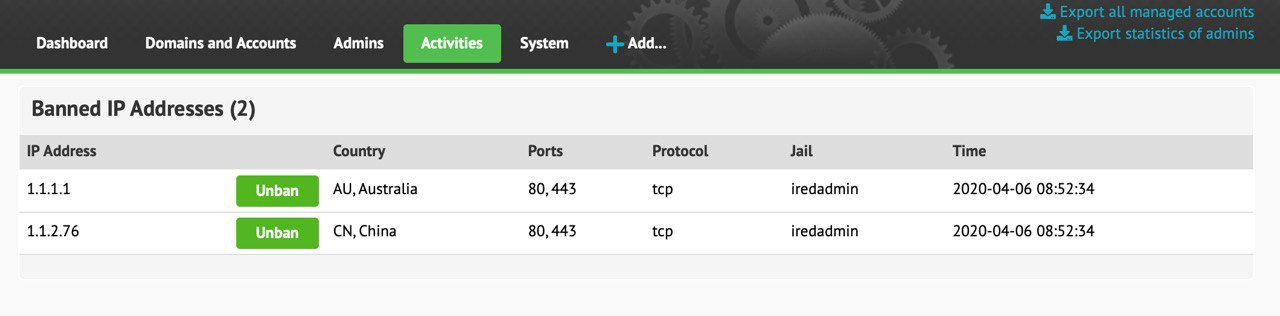 Export all managed accounts
Export statistics of admins
Dashboard Domains and Accounts Admins Activities System Add...
Banned IP Addresses (2)
IP Address Country Ports Protocol Jail Time
1.1.1.1 Unban AU, Australia 80, 443 tcp iredadmin 2020-04-06 08:52:34
1.1.2.76 Unban CN, China 80, 443 tcp iredadmin 2020-04-06 08:52:34